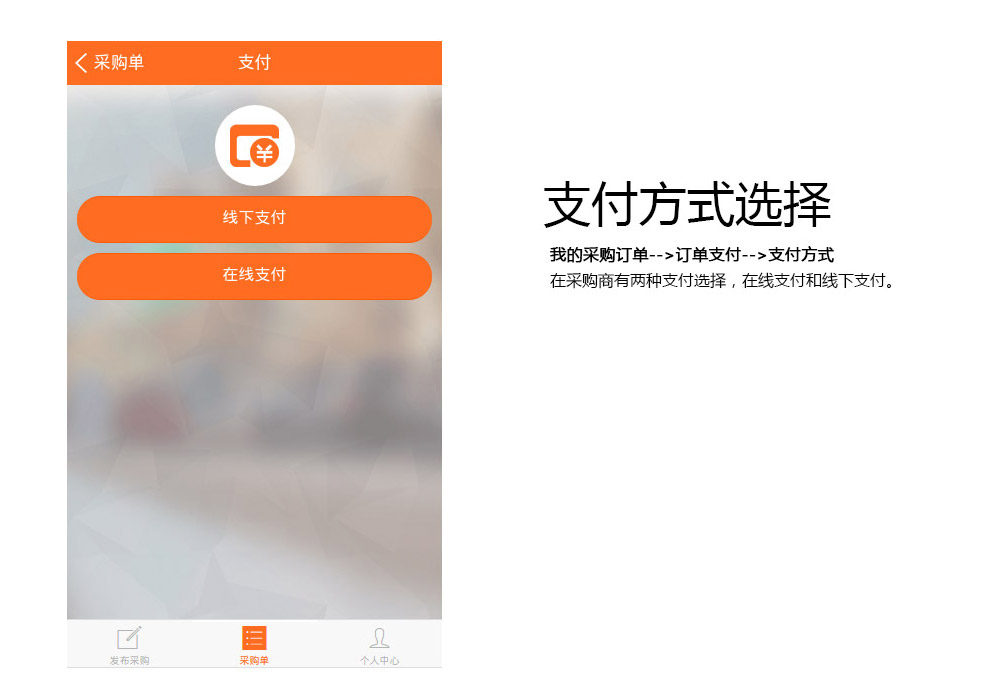 采购单
支付
线下支付
在线支付
发布采购
采购单
个人中心
支付方式选择
我的采购订单-->订单支付-->支付方式
在采购商有两种支付选择，在线支付和线下支付。